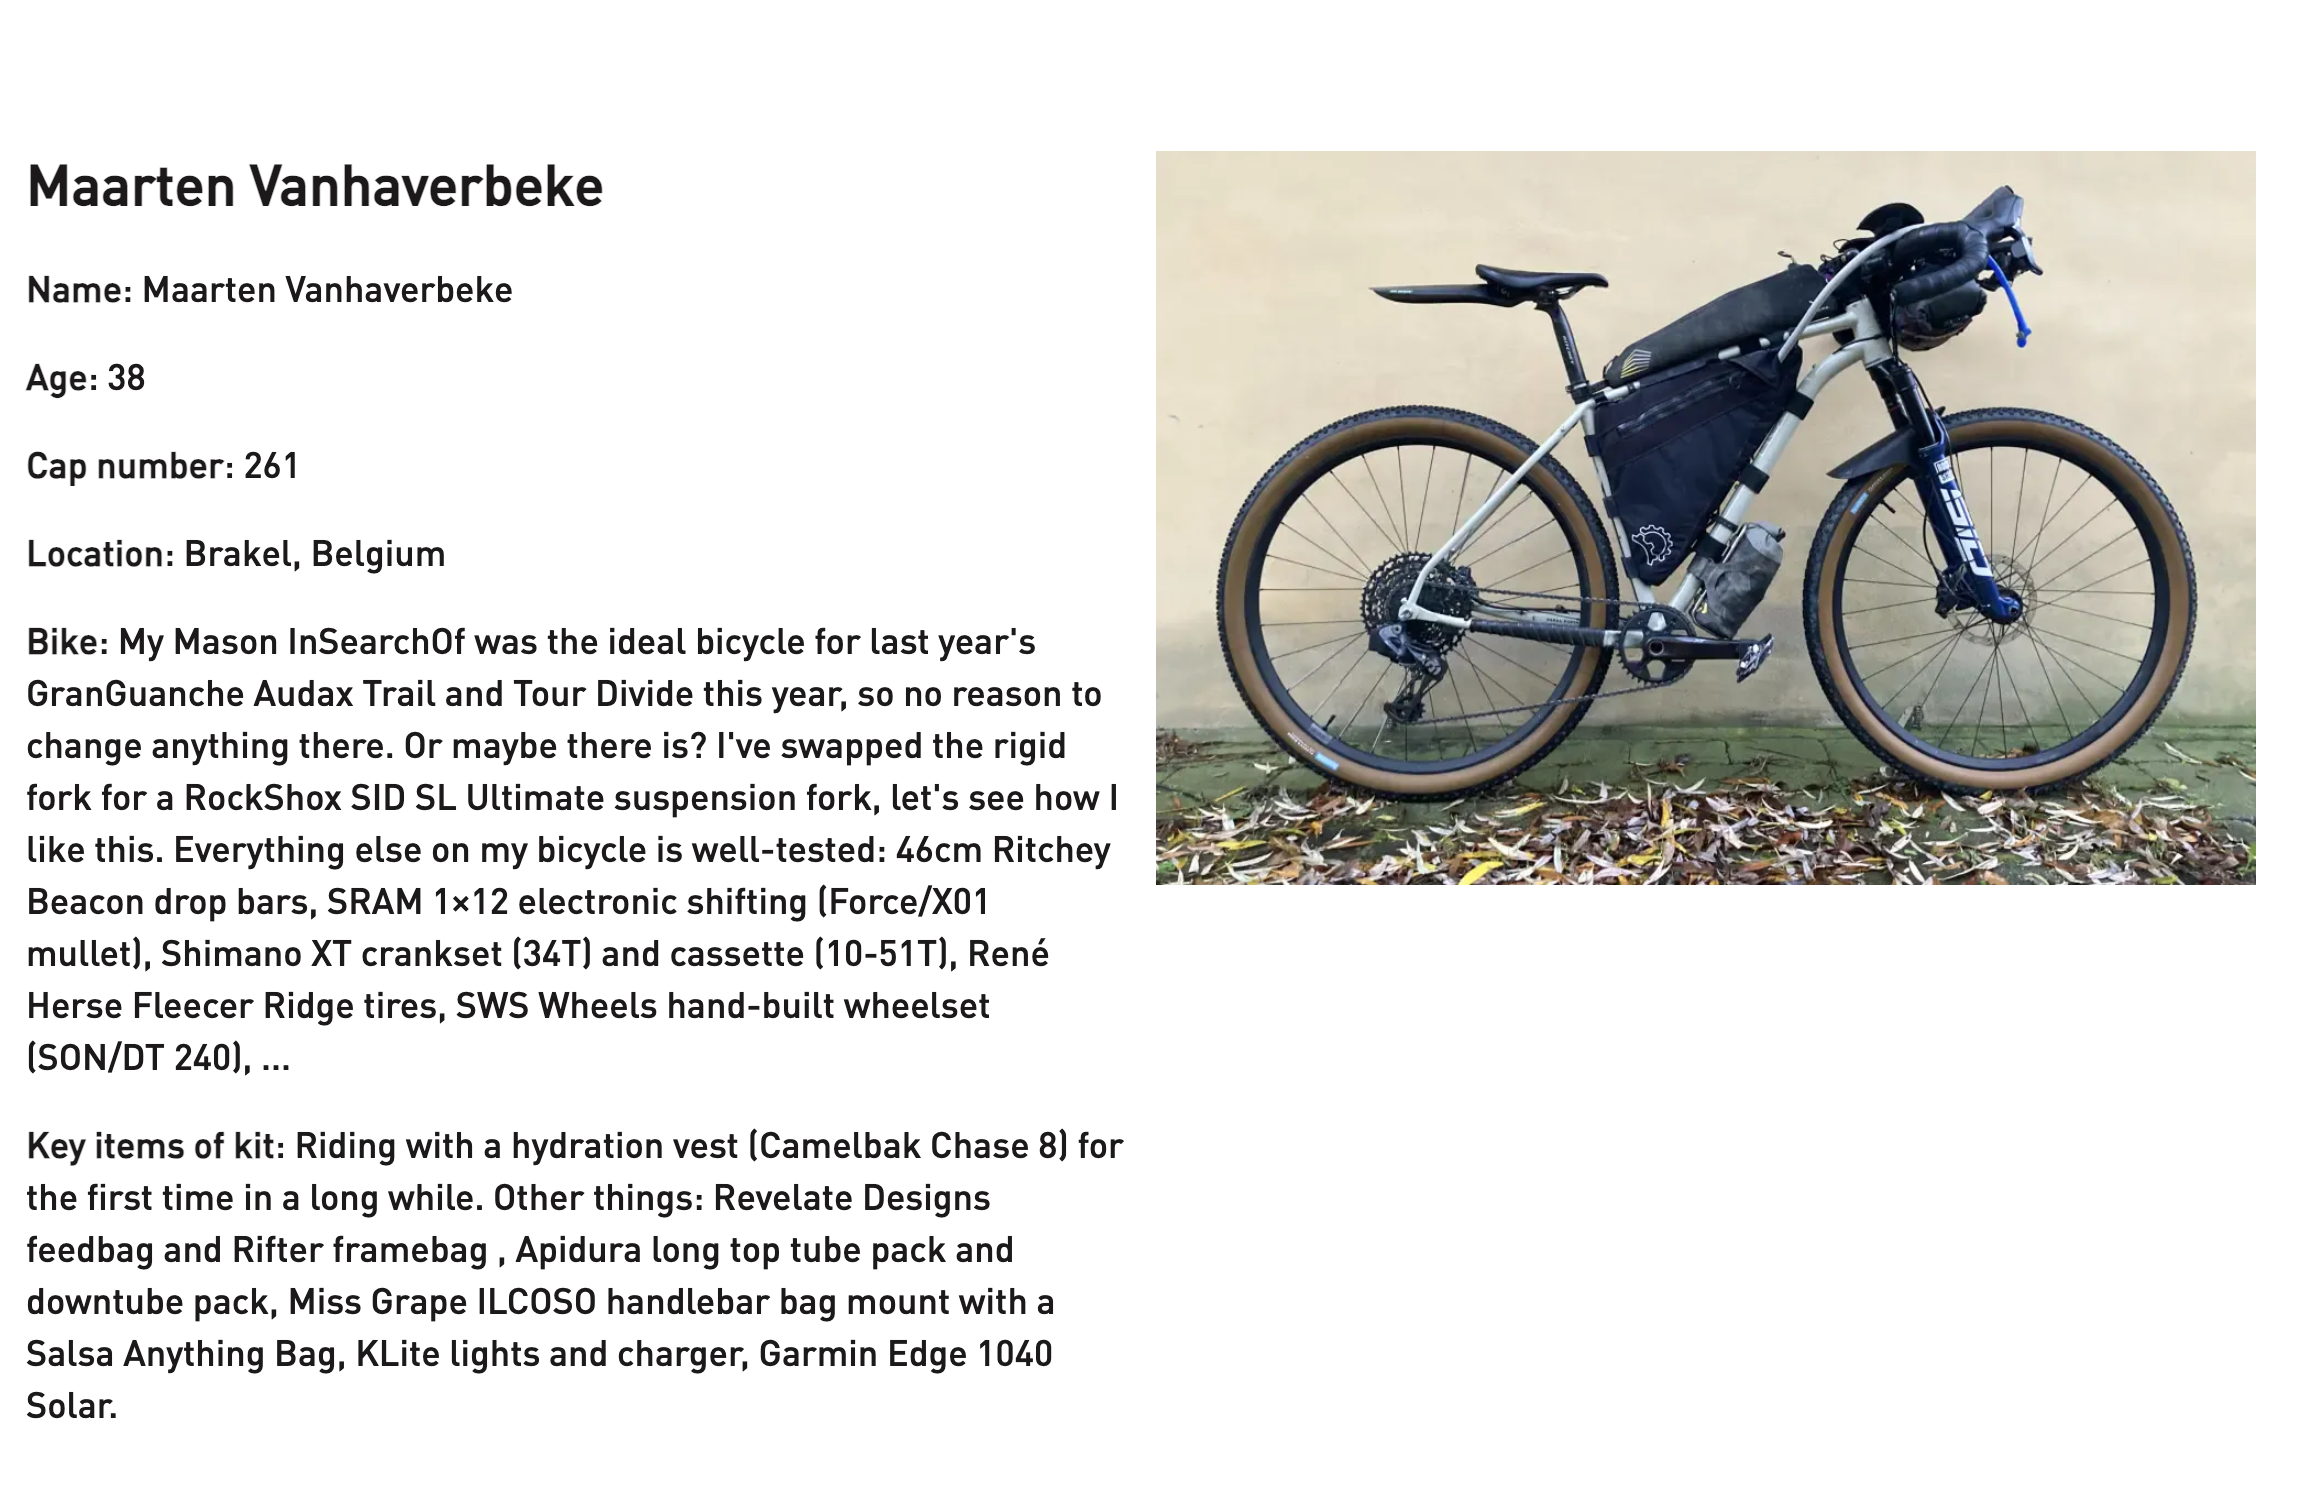 Maarten Vanhaverbeke
Name: Maarten Vanhaverbeke
Age: 38
Cap number: 261
Location: Brakel, Belgium
Bike: My Mason InSearchOf was the ideal bicycle for last year's
GranGuanche Audax Trail and Tour Divide this year, so no reason to
change anything there. Or maybe there is? I've swapped the rigid
fork for a RockShox SID SL Ultimate suspension fork, let's see how I
like this. Everything else on my bicycle is well-tested: 46cm Ritchey
Beacon drop bars, SRAM 1×12 electronic shifting (Force/X01
mullet), Shimano XT crankset (34T) and cassette (10-51T), René
Herse Fleecer Ridge tires, SWS Wheels hand-built wheelset
(SON/DT 240), ...
Key items of kit: Riding with a hydration vest (Camelbak Chase 8) for
the first time in a long while. Other things: Revelate Designs
feedbag and Rifter framebag , Apidura long top tube pack and
downtube pack, Miss Grape ILCOSO handlebar bag mount with a
Salsa Anything Bag, KLite lights and charger, Garmin Edge 1040
Solar.
SID